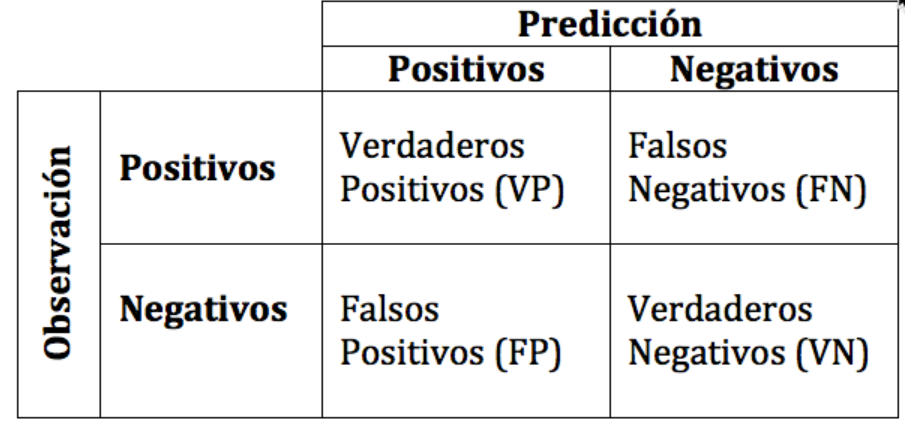 Predicción
Positivos
Negativos
Observación
Positivos
Verdaderos
Positivos (VP)
Falsos
Negativos (FN)
Negativos
Falsos
Positivos (FP)
Verdaderos
Negativos (VN)